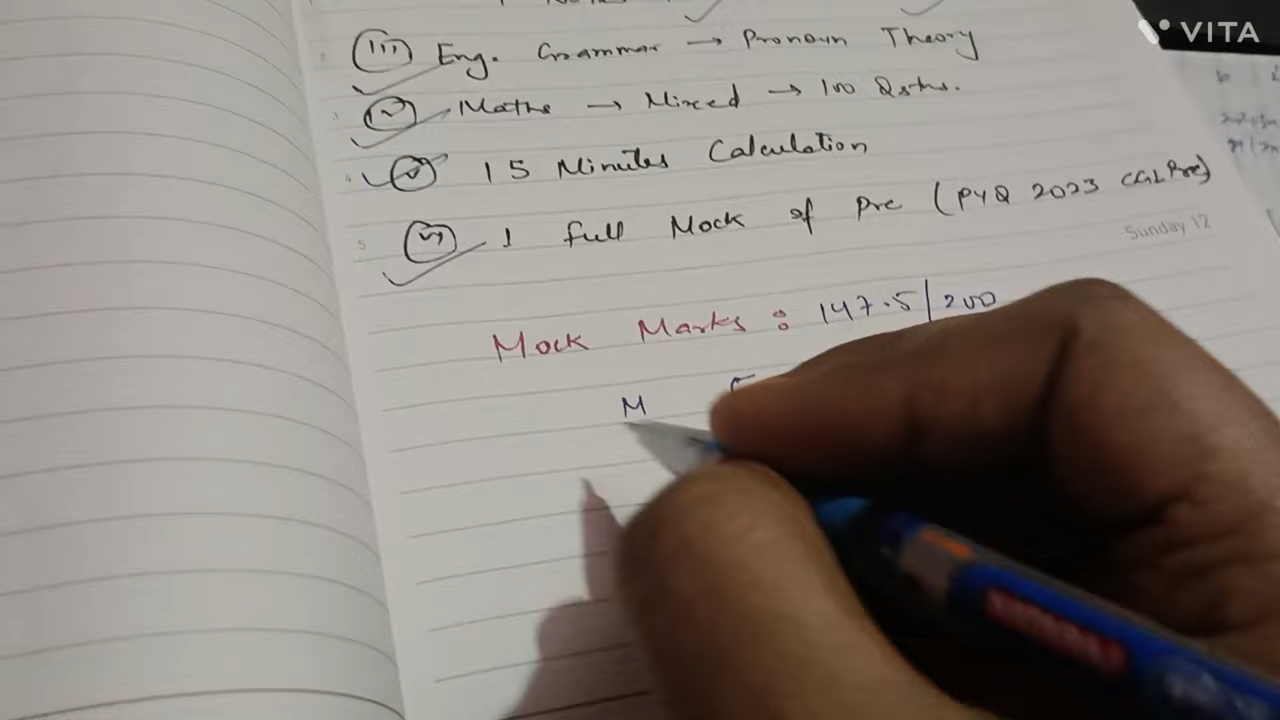 VITA
(iii) Eng. Grammar → Pronoun Theory
(iv) Maths → Mixed → 100 Qstns.
(v) 15 Minutes Calculation
(vi) 1 full Mock of Pre (PYQ 2023 CGL Pre)
Sunday 12
Mock Marks : 147.5/200
M